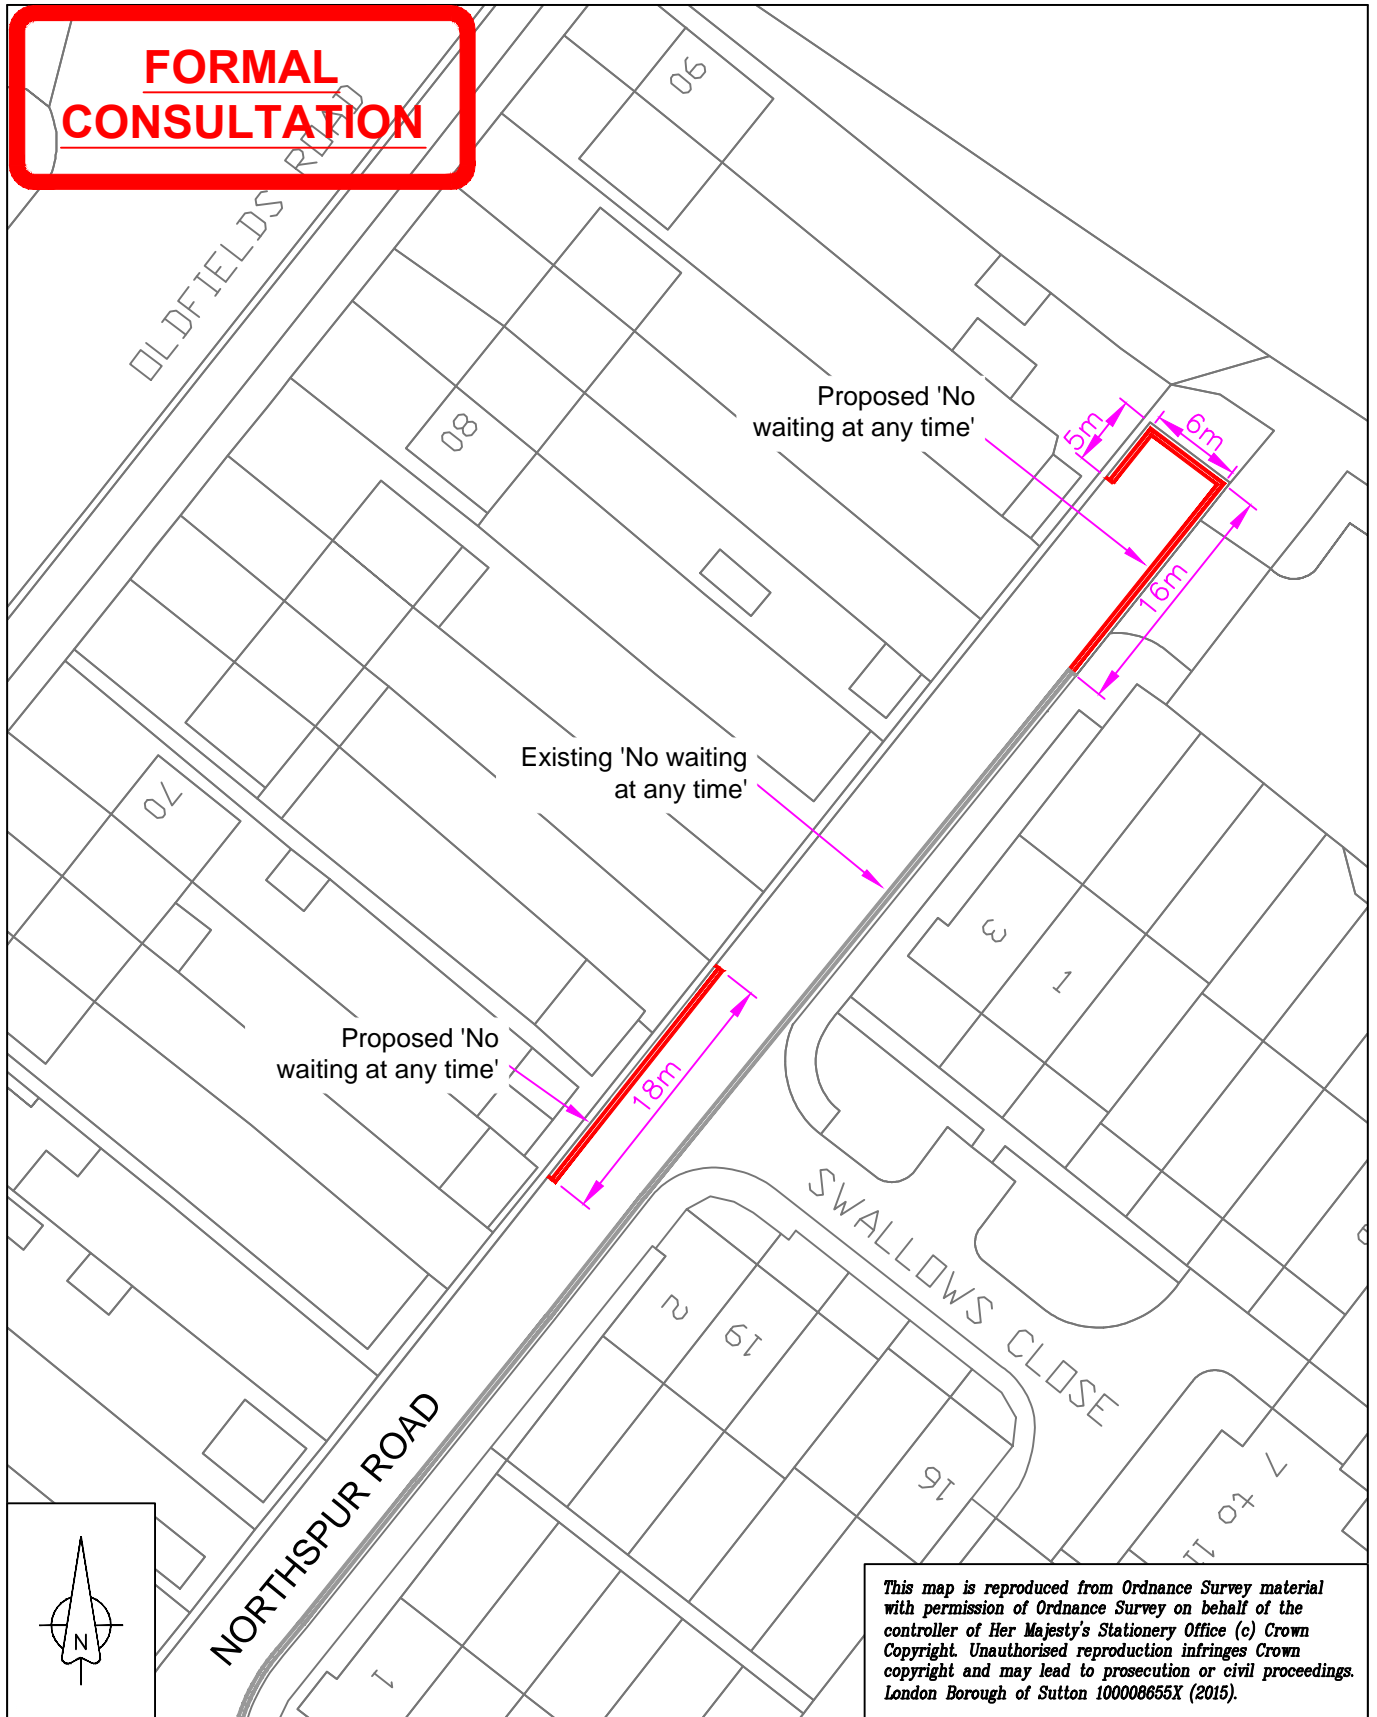 FORMAL
CONSULTATION
OLDFIELDS ROAD
90
Proposed 'No
waiting at any time'
5m
6m
80
16m
Existing 'No waiting
at any time'
70
3
1
Proposed 'No
waiting at any time'
18m
SWALLOWS CLOSE
2
19
16
7 to 11
NORTHSPUR ROAD
1
N
This map is reproduced from Ordnance Survey material
with permission of Ordnance Survey on behalf of the
controller of Her Majesty's Stationery Office (c) Crown
Copyright. Unauthorised reproduction infringes Crown
copyright and may lead to prosecution or civil proceedings.
London Borough of Sutton 100008655X (2015).